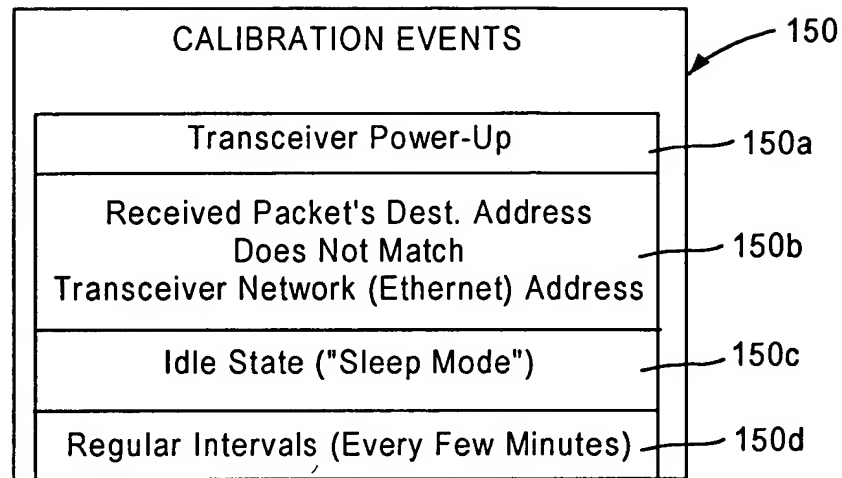 CALIBRATION EVENTS
150
Transceiver Power-Up
150a
Received Packet's Dest. Address
Does Not Match
Transceiver Network (Ethernet) Address
150b
Idle State ("Sleep Mode")
150c
Regular Intervals (Every Few Minutes)
150d